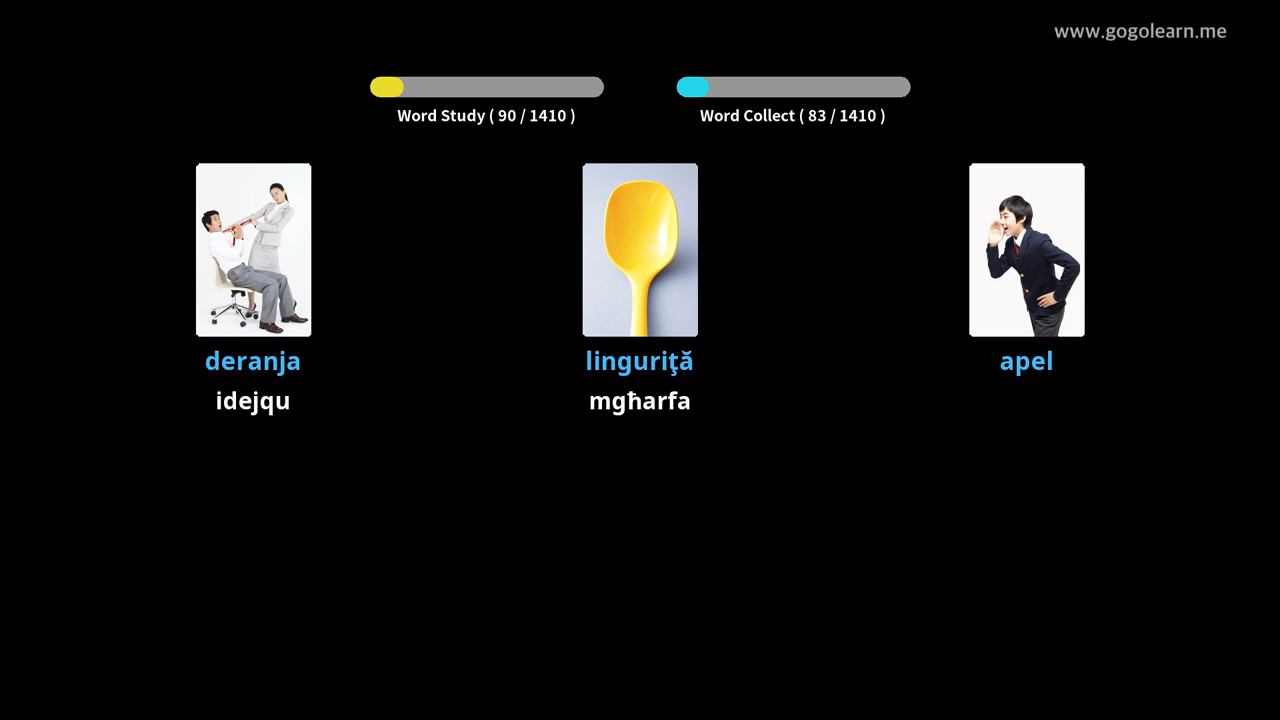 www.gogolearn.me
Word Study ( 90 / 1410 )
Word Collect ( 83 / 1410 )
deranja
linguriţă
apel
idejqu
mgħarfa